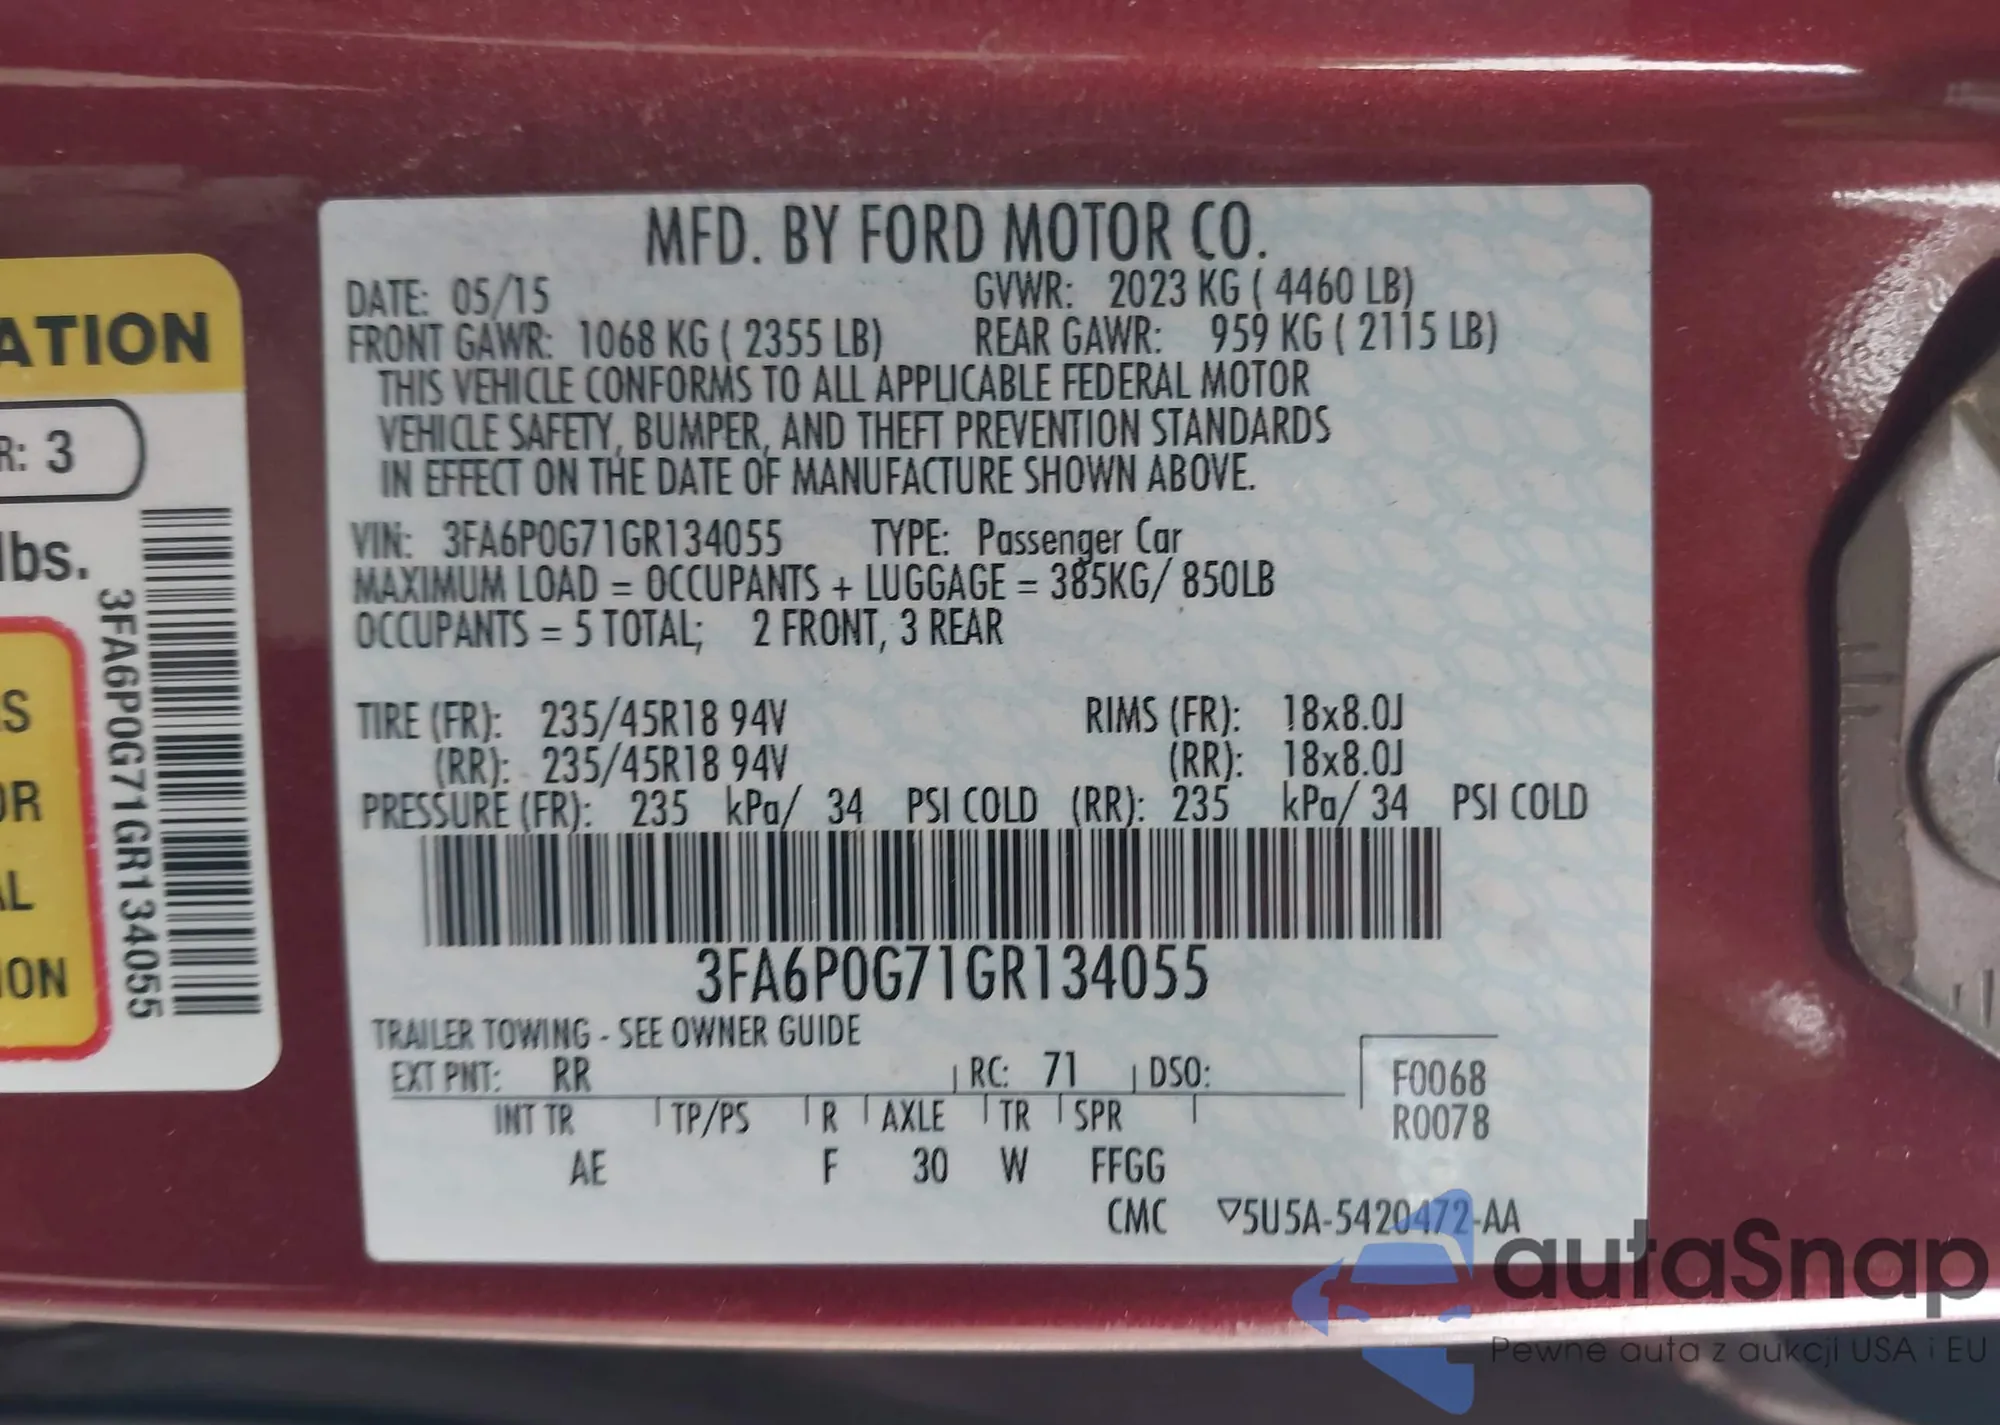 MFD. BY FORD MOTOR CO.
DATE: 05/15 GVWR: 2023 KG ( 4460 LB)
FRONT GAWR: 1068 KG ( 2355 LB) REAR GAWR: 959 KG ( 2115 LB)
THIS VEHICLE CONFORMS TO ALL APPLICABLE FEDERAL MOTOR
VEHICLE SAFETY, BUMPER, AND THEFT PREVENTION STANDARDS
IN EFFECT ON THE DATE OF MANUFACTURE SHOWN ABOVE.
VIN: 3FA6P0G71GR134055 TYPE: Passenger Car
MAXIMUM LOAD = OCCUPANTS + LUGGAGE = 385KG/ 850LB
OCCUPANTS = 5 TOTAL; 2 FRONT, 3 REAR
TIRE (FR): 235/45R18 94V RIMS (FR): 18x8.0J
(RR): 235/45R18 94V (RR): 18x8.0J
PRESSURE (FR): 235 kPa/ 34 PSI COLD (RR): 235 kPa/ 34 PSI COLD
3FA6P0G71GR134055
TRAILER TOWING - SEE OWNER GUIDE
EXT PNT: RR RC: 71 DSO: F0068
INT TR TP/PS R AXLE TR SPR R0078
AE F 30 W FFGG
CMC ▽5U5A-5420472-AA
ATION
R: 3
lbs.
3FA6P0G71GR134055
S
OR
AL
ION
autaSnap
Pewne auta z aukcji USA i EU